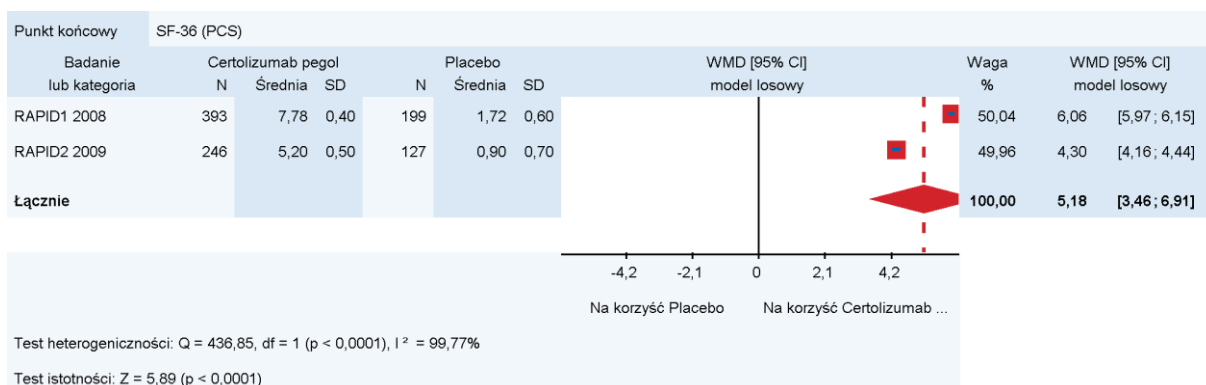 Punkt końcowy SF-36 (PCS)
Badanie Certolizumab pegol Placebo WMD [95% CI] Waga WMD [95% CI]
lub kategoria N Średnia SD N Średnia SD model losowy % model losowy
RAPID1 2008 393 7,78 0,40 199 1,72 0,60 50,04 6,06 [5,97 ; 6,15]
RAPID2 2009 246 5,20 0,50 127 0,90 0,70 49,96 4,30 [4,16 ; 4,44]
Łącznie 100,00 5,18 [3,46 ; 6,91]
-4,2 -2,1 0 2,1 4,2
Na korzyść Placebo Na korzyść Certolizumab ...
Test heterogeniczności: Q = 436,85, df = 1 (p < 0,0001), I ² = 99,77%
Test istotności: Z = 5,89 (p < 0,0001)